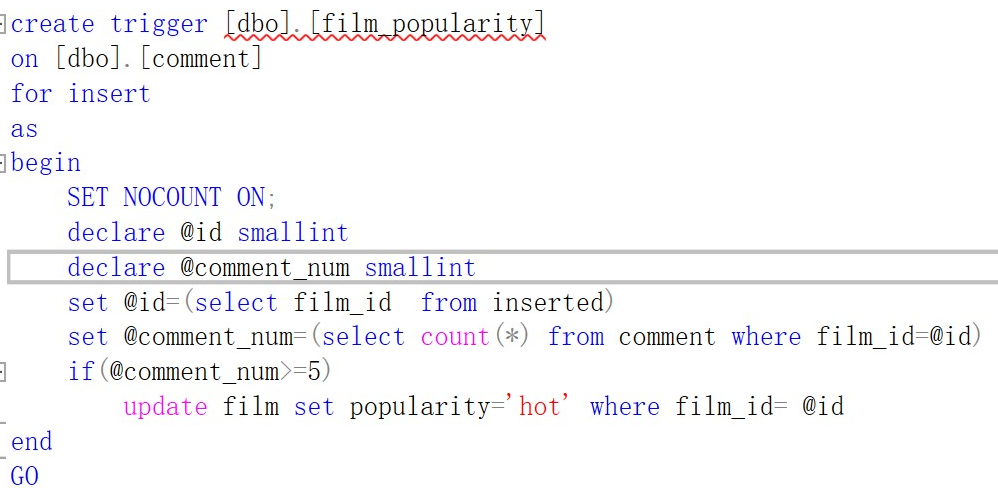 create trigger [dbo].[film_popularity]
on [dbo].[comment]
for insert
as
begin
    SET NOCOUNT ON;
    declare @id smallint
    declare @comment_num smallint
    set @id=(select film_id  from inserted)
    set @comment_num=(select count(*) from comment where film_id=@id)
    if(@comment_num>=5)
        update film set popularity='hot' where film_id= @id
end
GO